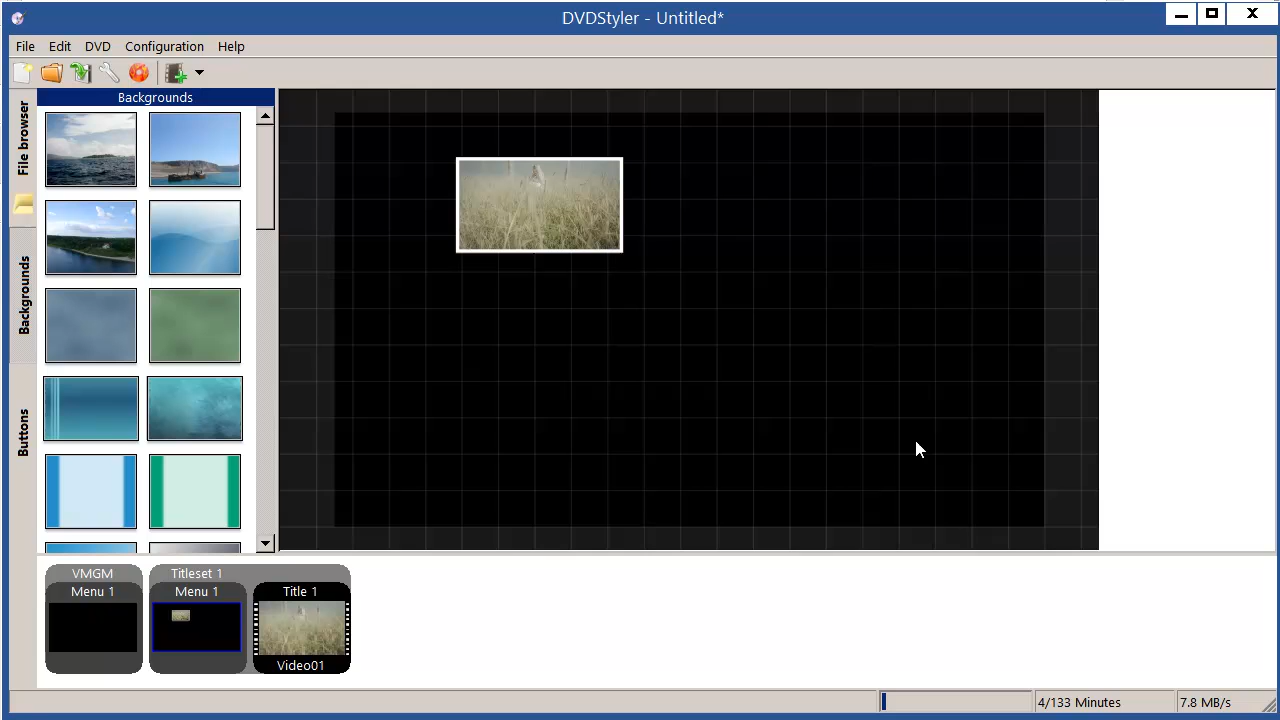 DVDStyler - Untitled*
File Edit DVD Configuration Help
File browser
Backgrounds
Buttons
Backgrounds
VMGM
Menu 1
Titleset 1
Menu 1
Title 1
Video01
4/133 Minutes
7.8 MB/s